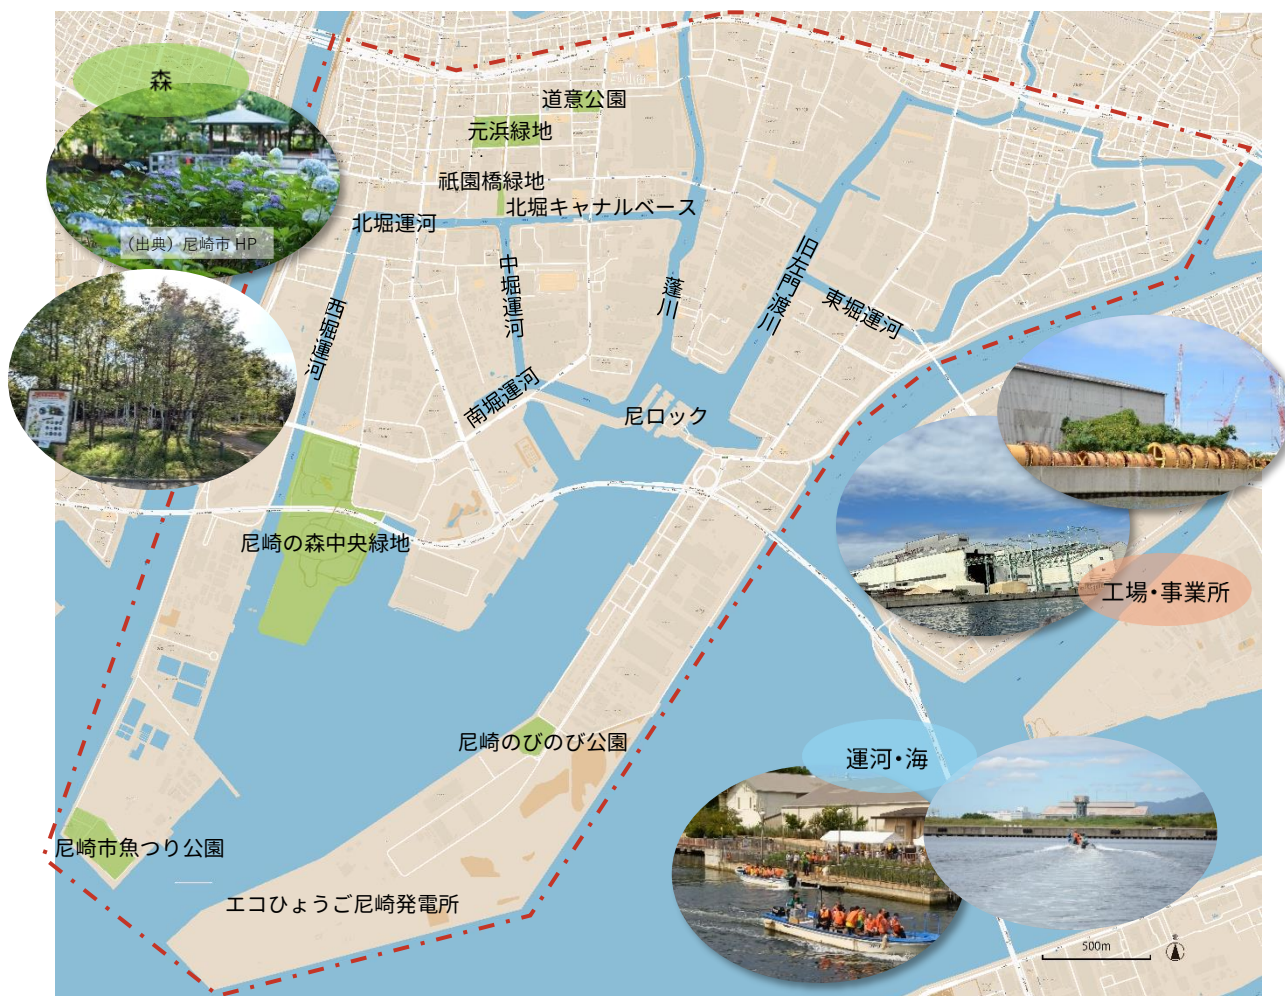 森
道意公園
元浜緑地
祇園橋緑地
北堀キャナルベース
北堀運河
（出典）尼崎市 HP
中堀運河
西堀運河
蓬川
旧左門渡川
東堀運河
南堀運河
尼ロック
尼崎の森中央緑地
工場・事業所
尼崎のびのび公園
運河・海
尼崎市魚つり公園
エコひょうご尼崎発電所
500m